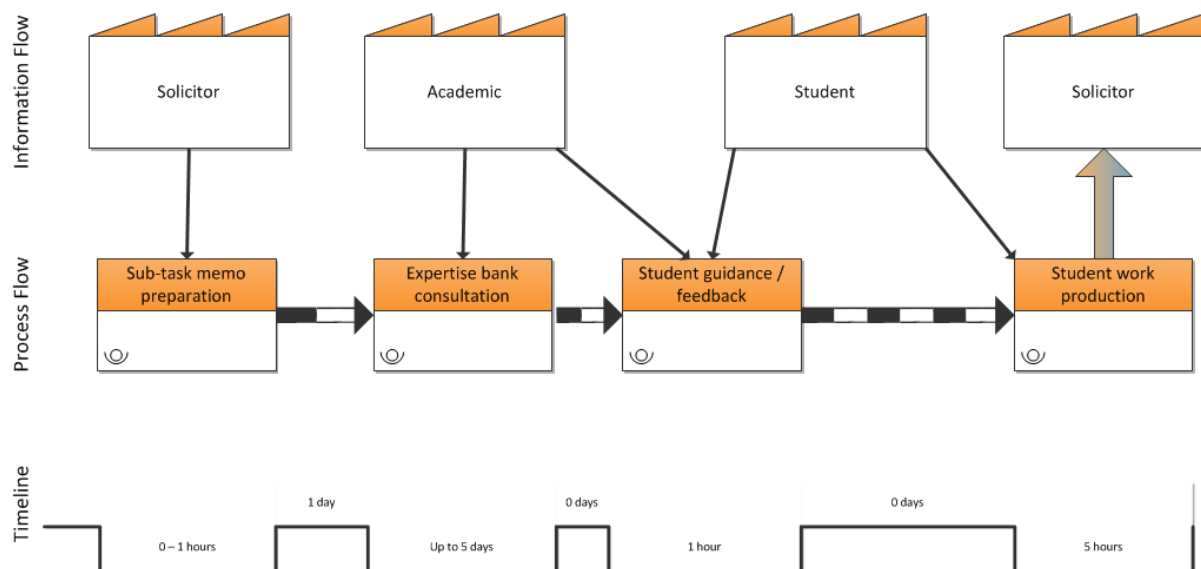 Information Flow
Solicitor
Academic
Student
Solicitor
Process Flow
Sub-task memo
preparation
Expertise bank
consultation
Student guidance /
feedback
Student work
production
Timeline
1 day
0 days
0 days
0 – 1 hours
Up to 5 days
1 hour
5 hours